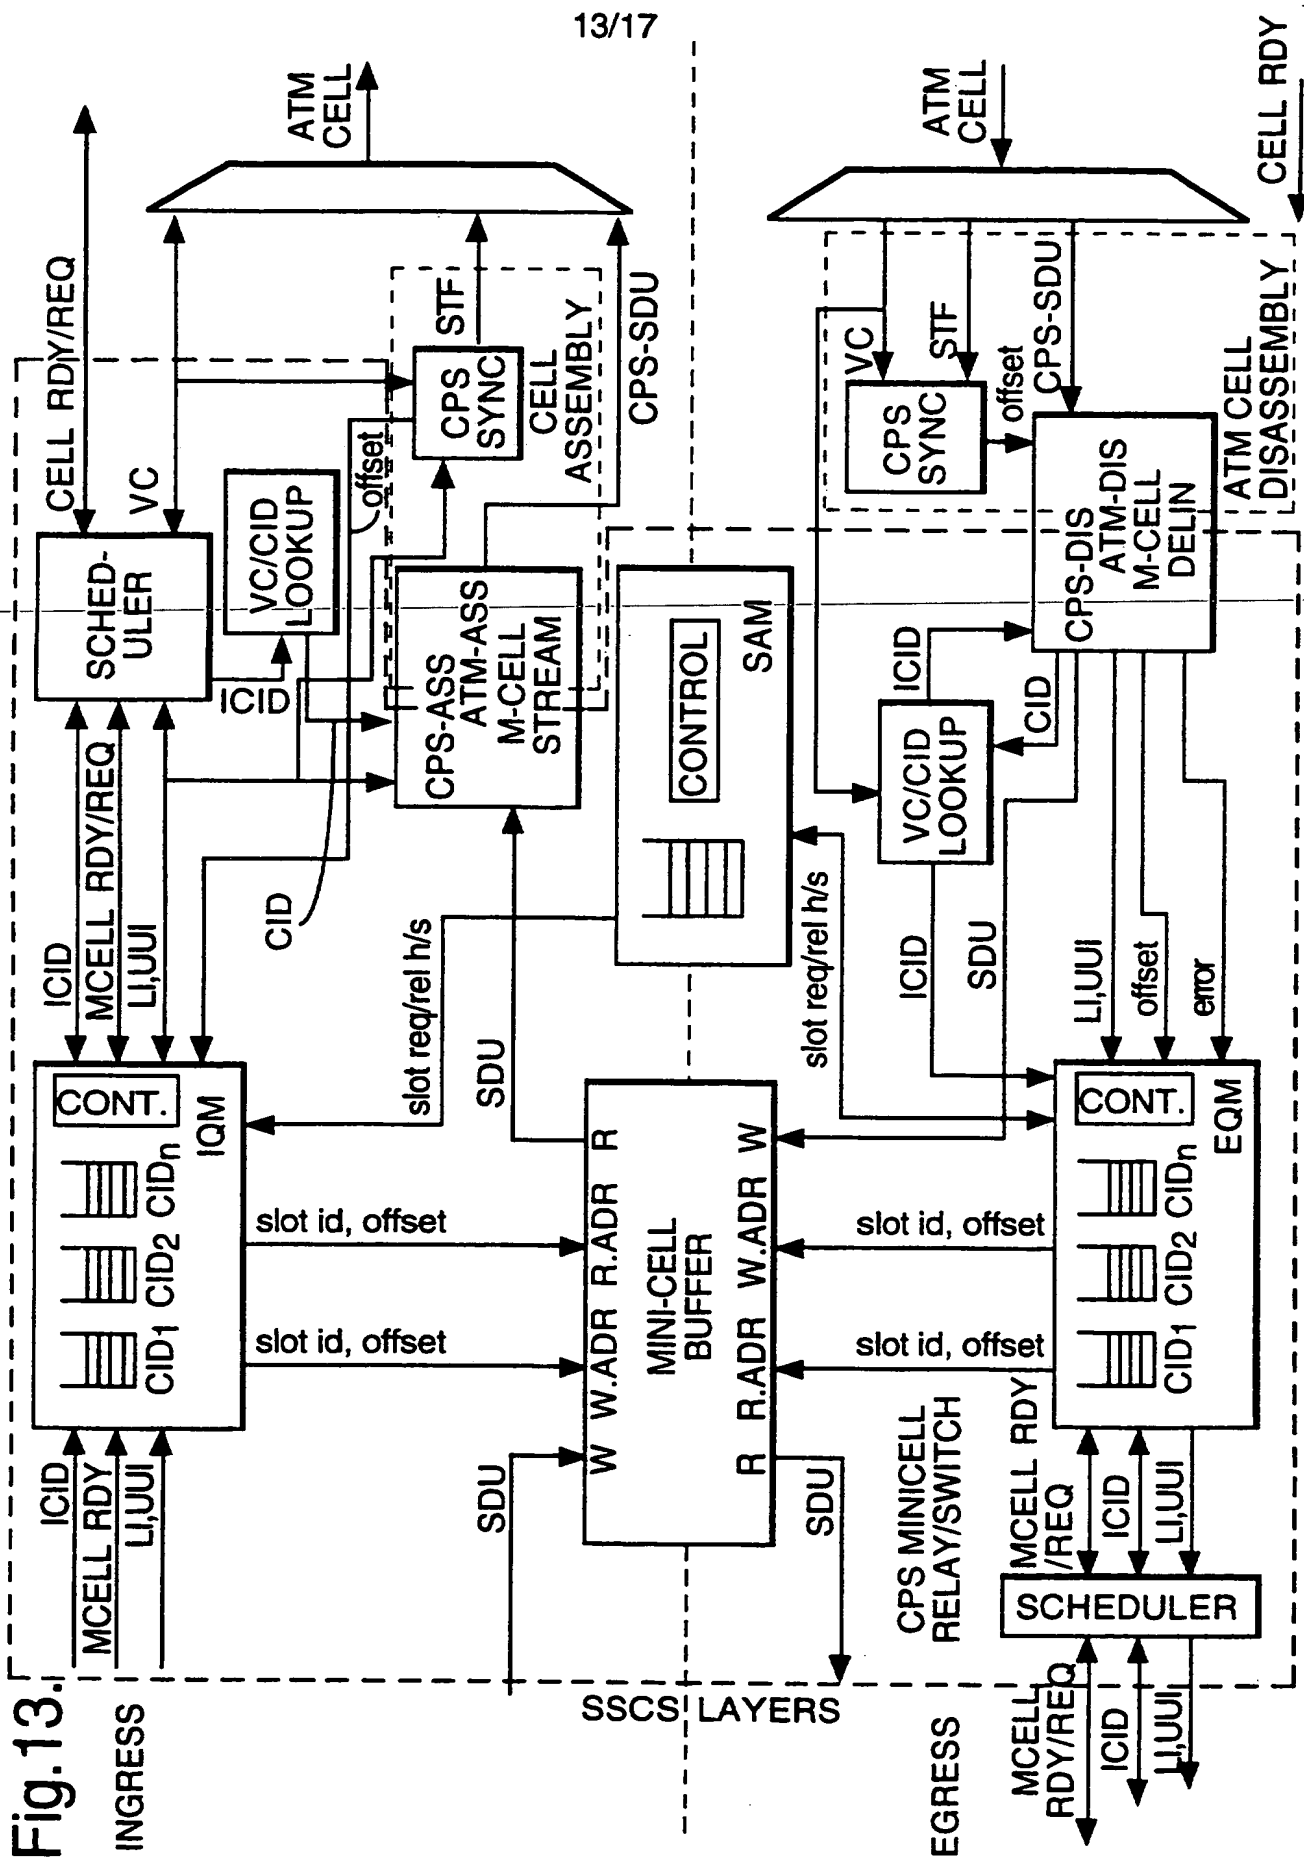 13/17
Fig.13.
INGRESS
ICID
MCELL RDY
LI,UUI
CONT.
IQM
CID1
CID2
CIDn
ICID
MCELL RDY/REQ
LI,UUI
SCHED-
ULER
CELL RDY/REQ
VC
ICID
VC/CID
LOOKUP
CID
offset
CPS-ASS
ATM-ASS
M-CELL
STREAM
CPS
SYNC
STF
CELL
ASSEMBLY
CPS-SDU
ATM
CELL
slot id, offset
slot id, offset
slot req/rel h/s
SDU
SDU
W
W.ADR
R.ADR
R
MINI-CELL
BUFFER
R
R.ADR
W.ADR
W
CONTROL
SAM
SSCS LAYERS
SDU
slot id, offset
slot id, offset
slot req/rel h/s
ICID
SDU
VC/CID
LOOKUP
ICID
CID
VC
STF
CPS-SDU
CPS
SYNC
offset
CPS-DIS
ATM-DIS
M-CELL
DELIN
ATM CELL
DISASSEMBLY
ATM
CELL
CELL RDY
LI,UUI
offset
error
CONT.
EQM
CID1
CID2
CIDn
CPS MINICELL
RELAY/SWITCH
MCELL RDY
/REQ
ICID
LI,UUI
SCHEDULER
EGRESS
MCELL
RDY/REQ
ICID
LI,UUI